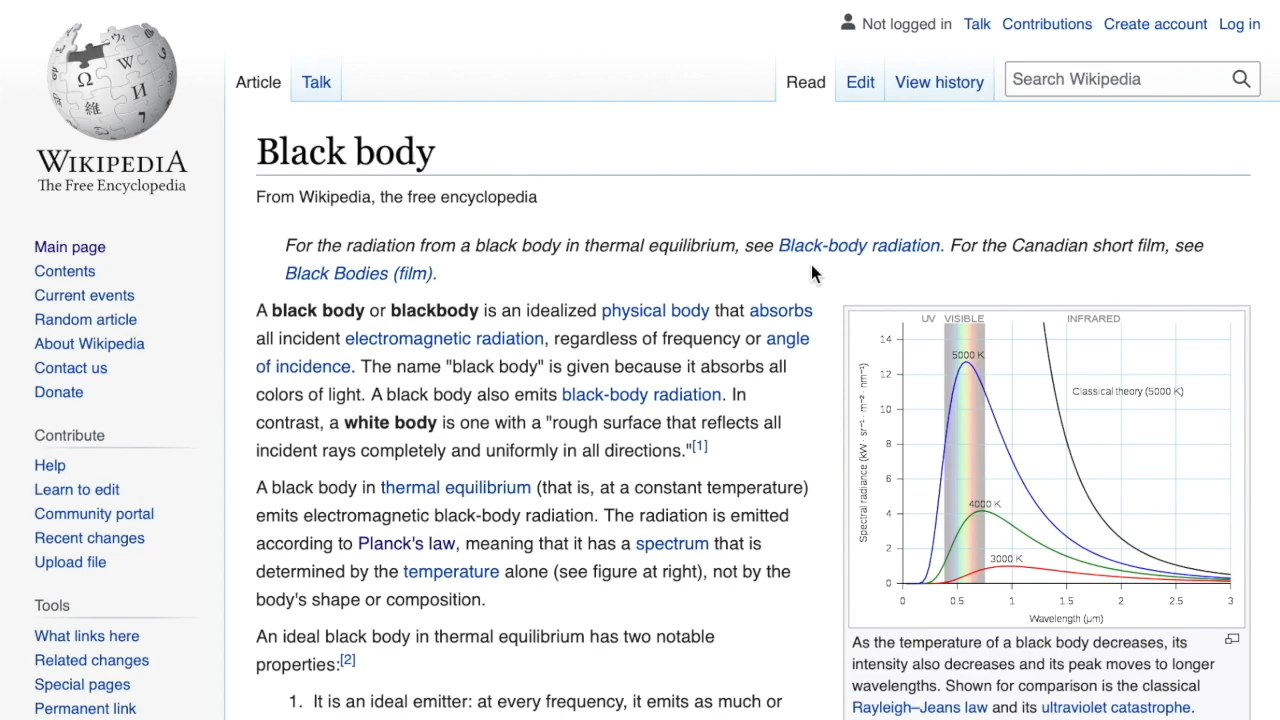 Not logged in Talk Contributions Create account Log in
Article Talk Read Edit View history Search Wikipedia
WIKIPEDIA
The Free Encyclopedia
Main page
Contents
Current events
Random article
About Wikipedia
Contact us
Donate
Contribute
Help
Learn to edit
Community portal
Recent changes
Upload file
Tools
What links here
Related changes
Special pages
Permanent link
Black body
From Wikipedia, the free encyclopedia
For the radiation from a black body in thermal equilibrium, see Black-body radiation. For the Canadian short film, see
Black Bodies (film).
A black body or blackbody is an idealized physical body that absorbs
all incident electromagnetic radiation, regardless of frequency or angle
of incidence. The name "black body" is given because it absorbs all
colors of light. A black body also emits black-body radiation. In
contrast, a white body is one with a "rough surface that reflects all
incident rays completely and uniformly in all directions."[1]
A black body in thermal equilibrium (that is, at a constant temperature)
emits electromagnetic black-body radiation. The radiation is emitted
according to Planck's law, meaning that it has a spectrum that is
determined by the temperature alone (see figure at right), not by the
body's shape or composition.
An ideal black body in thermal equilibrium has two notable
properties:[2]
1. It is an ideal emitter: at every frequency, it emits as much or
UV VISIBLE INFRARED
14
12
10
8
6
4
2
0
Spectral radiance (kW · sr⁻¹ · m⁻² · nm⁻¹)
5000 K
Classical theory (5000 K)
4000 K
3000 K
0 0.5 1 1.5 2 2.5 3
Wavelength (μm)
As the temperature of a black body decreases, its
intensity also decreases and its peak moves to longer
wavelengths. Shown for comparison is the classical
Rayleigh–Jeans law and its ultraviolet catastrophe.